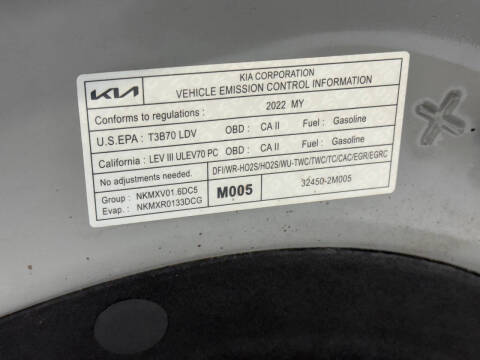 KIA
KIA CORPORATION
VEHICLE EMISSION CONTROL INFORMATION
Conforms to regulations : 2022 MY
U.S.EPA : T3B70 LDV OBD : CA II Fuel : Gasoline
California : LEV III ULEV70 PC OBD : CA II Fuel : Gasoline
No adjustments needed. DFI/WR-HO2S/HO2S/WU-TWC/TWC/TC/CAC/EGR/EGRC
Group : NKMXV01.6DC5
Evap. : NKMXR0133DCG
M005
32450-2M005